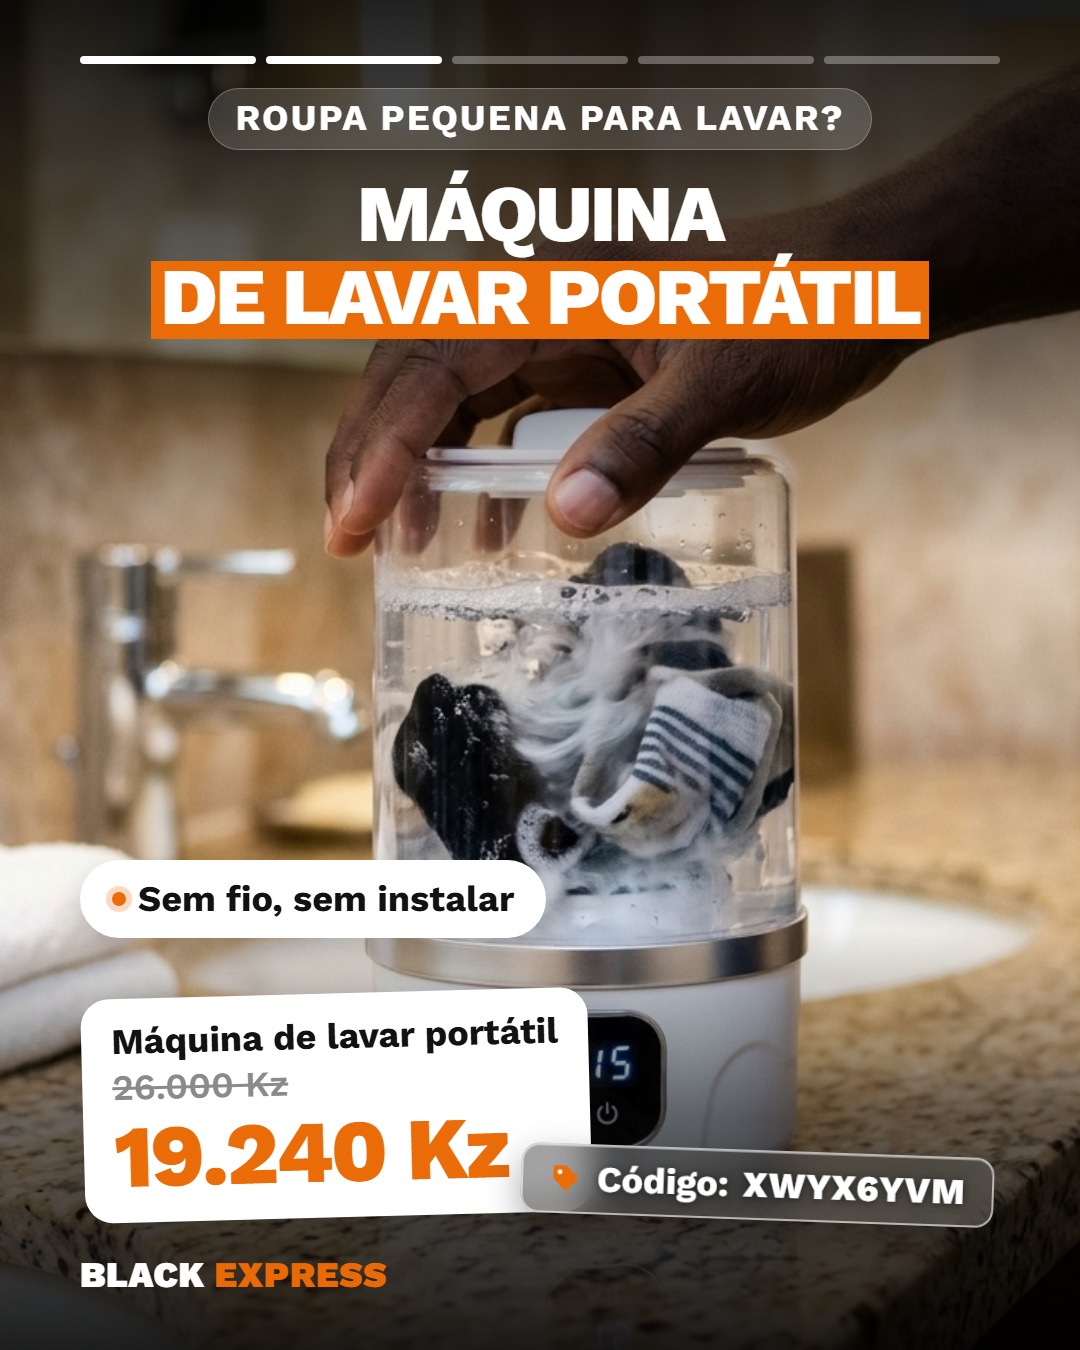 ROUPA PEQUENA PARA LAVAR?
MÁQUINA
DE LAVAR PORTÁTIL
Sem fio, sem instalar
Máquina de lavar portátil
26.000 Kz
19.240 Kz
15
Código: XWYX6YVM
BLACK EXPRESS